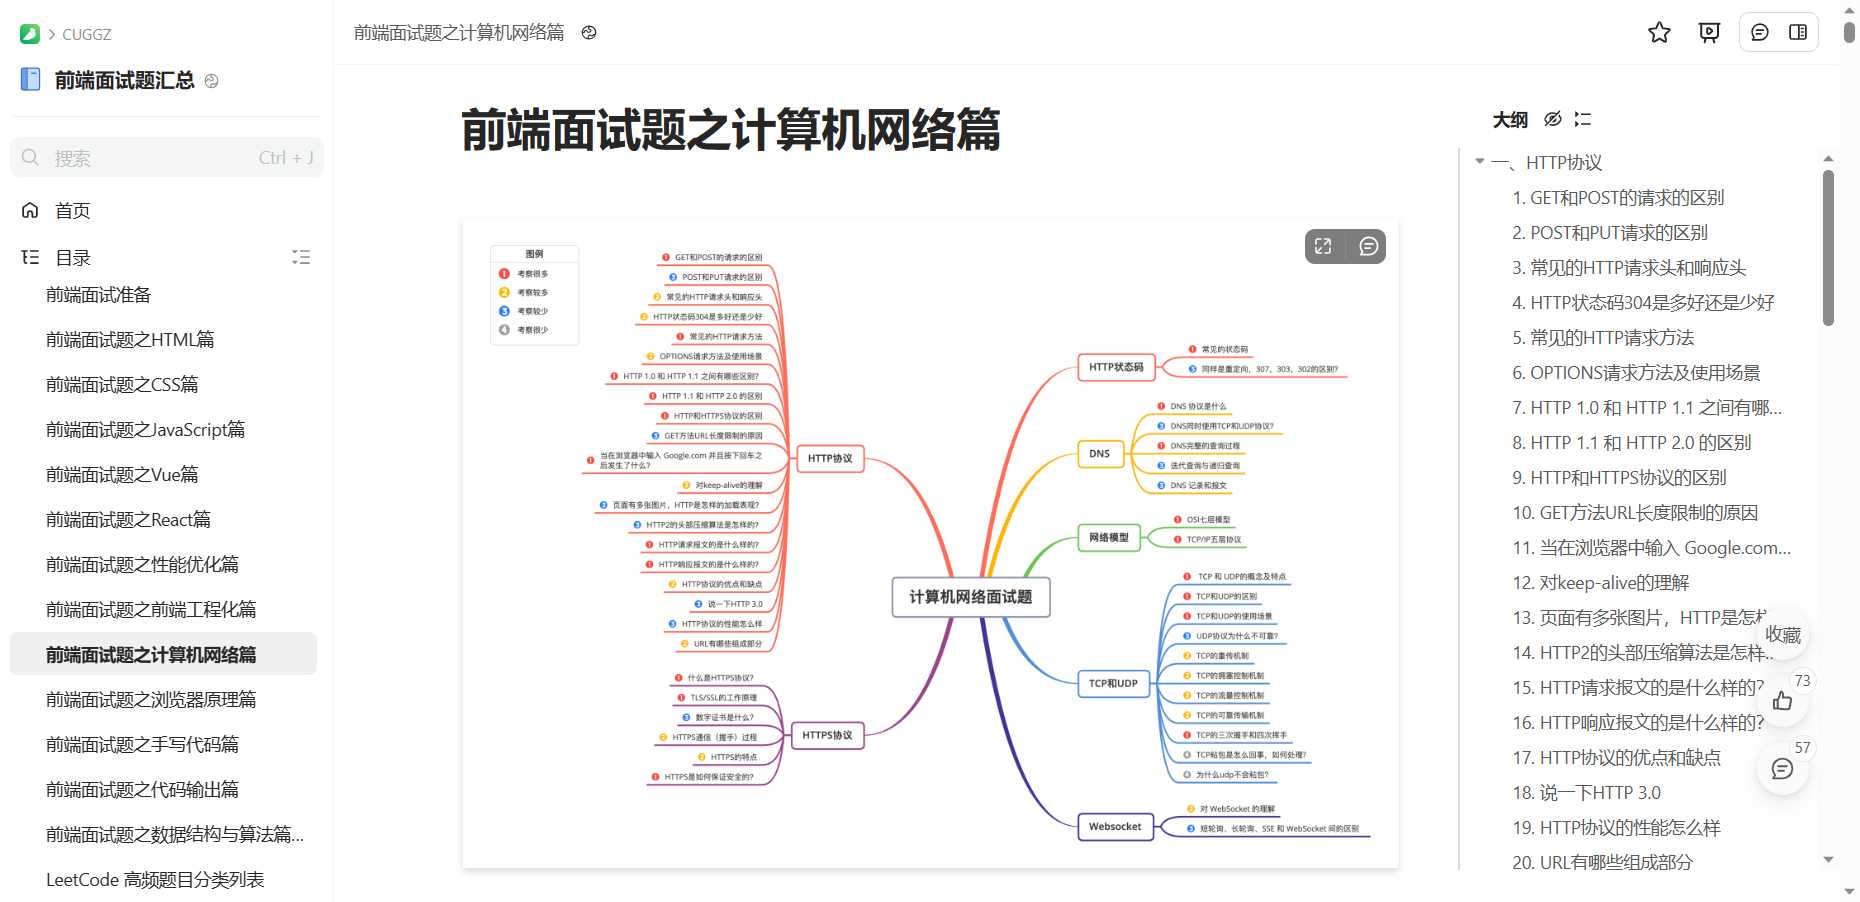 CUGGZ
前端面试题汇总
搜索
Ctrl + J
首页
目录
前端面试准备
前端面试题之HTML篇
前端面试题之CSS篇
前端面试题之JavaScript篇
前端面试题之Vue篇
前端面试题之React篇
前端面试题之性能优化篇
前端面试题之前端工程化篇
前端面试题之计算机网络篇
前端面试题之浏览器原理篇
前端面试题之手写代码篇
前端面试题之代码输出篇
前端面试题之数据结构与算法篇...
LeetCode 高频题目分类列表
前端面试题之计算机网络篇
前端面试题之计算机网络篇
图例
1 考察很多
2 考察较多
3 考察较少
4 考察很少
1 GET和POST的请求的区别
3 POST和PUT请求的区别
2 常见的HTTP请求头和响应头
2 HTTP状态码304是多好还是少好
1 常见的HTTP请求方法
2 OPTIONS请求方法及使用场景
1 HTTP 1.0 和 HTTP 1.1 之间有哪些区别?
1 HTTP 1.1 和 HTTP 2.0 的区别
1 HTTP和HTTPS协议的区别
3 GET方法URL长度限制的原因
1 当在浏览器中输入 Google.com 并且按下回车之
后发生了什么?
2 对keep-alive的理解
3 页面有多张图片，HTTP是怎样的加载表现?
3 HTTP2的头部压缩算法是怎样的?
1 HTTP请求报文的是什么样的?
1 HTTP响应报文的是什么样的?
2 HTTP协议的优点和缺点
3 说一下HTTP 3.0
3 HTTP协议的性能怎么样
2 URL有哪些组成部分
HTTP协议
1 什么是HTTPS协议?
1 TLS/SSL的工作原理
3 数字证书是什么?
2 HTTPS通信（握手）过程
2 HTTPS的特点
1 HTTPS是如何保证安全的?
HTTPS协议
计算机网络面试题
HTTP状态码
1 常见的状态码
3 同样是重定向，307，303，302的区别?
DNS
1 DNS 协议是什么
3 DNS同时使用TCP和UDP协议?
1 DNS完整的查询过程
3 迭代查询与递归查询
3 DNS 记录和报文
网络模型
1 OSI七层模型
1 TCP/IP五层协议
TCP和UDP
1 TCP 和 UDP的概念及特点
1 TCP和UDP的区别
1 TCP和UDP的使用场景
3 UDP协议为什么不可靠?
2 TCP的重传机制
2 TCP的拥塞控制机制
2 TCP的流量控制机制
2 TCP的可靠传输机制
1 TCP的三次握手和四次挥手
4 TCP粘包是怎么回事，如何处理?
4 为什么udp不会粘包?
Websocket
2 对 WebSocket 的理解
3 短轮询、长轮询、SSE 和 WebSocket 间的区别
大纲
一、HTTP协议
1. GET和POST的请求的区别
2. POST和PUT请求的区别
3. 常见的HTTP请求头和响应头
4. HTTP状态码304是多好还是少好
5. 常见的HTTP请求方法
6. OPTIONS请求方法及使用场景
7. HTTP 1.0 和 HTTP 1.1 之间有哪...
8. HTTP 1.1 和 HTTP 2.0 的区别
9. HTTP和HTTPS协议的区别
10. GET方法URL长度限制的原因
11. 当在浏览器中输入 Google.com...
12. 对keep-alive的理解
13. 页面有多张图片，HTTP是怎样
14. HTTP2的头部压缩算法是怎样...
15. HTTP请求报文的是什么样的?
16. HTTP响应报文的是什么样的?
17. HTTP协议的优点和缺点
18. 说一下HTTP 3.0
19. HTTP协议的性能怎么样
20. URL有哪些组成部分
收藏
73
57